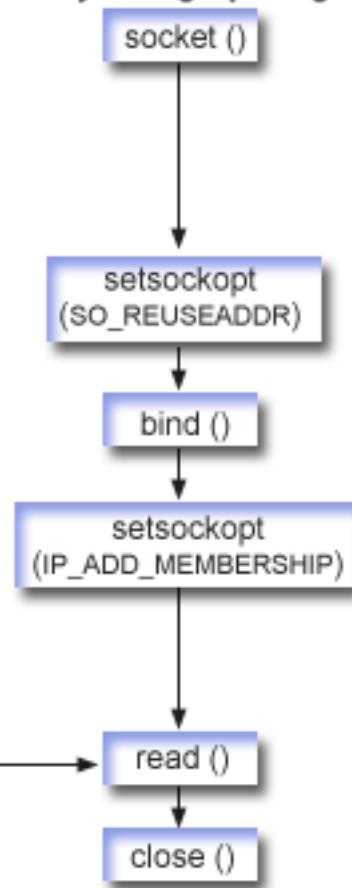 socket ()
setsockopt
(SO_REUSEADDR)
bind ()
setsockopt
(IP_ADD_MEMBERSHIP)
read ()
close ()